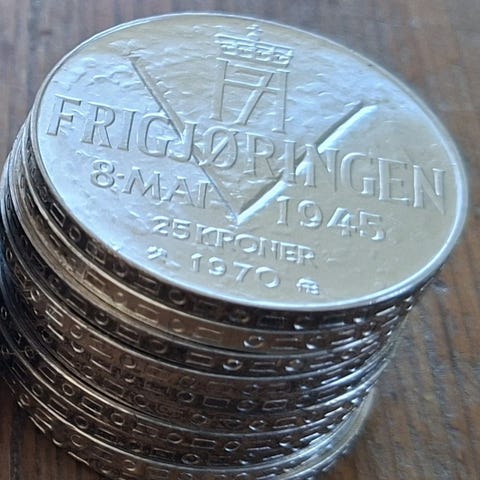 FRIGJØRINGEN
8·MAI 1945
25 KRONER
1970